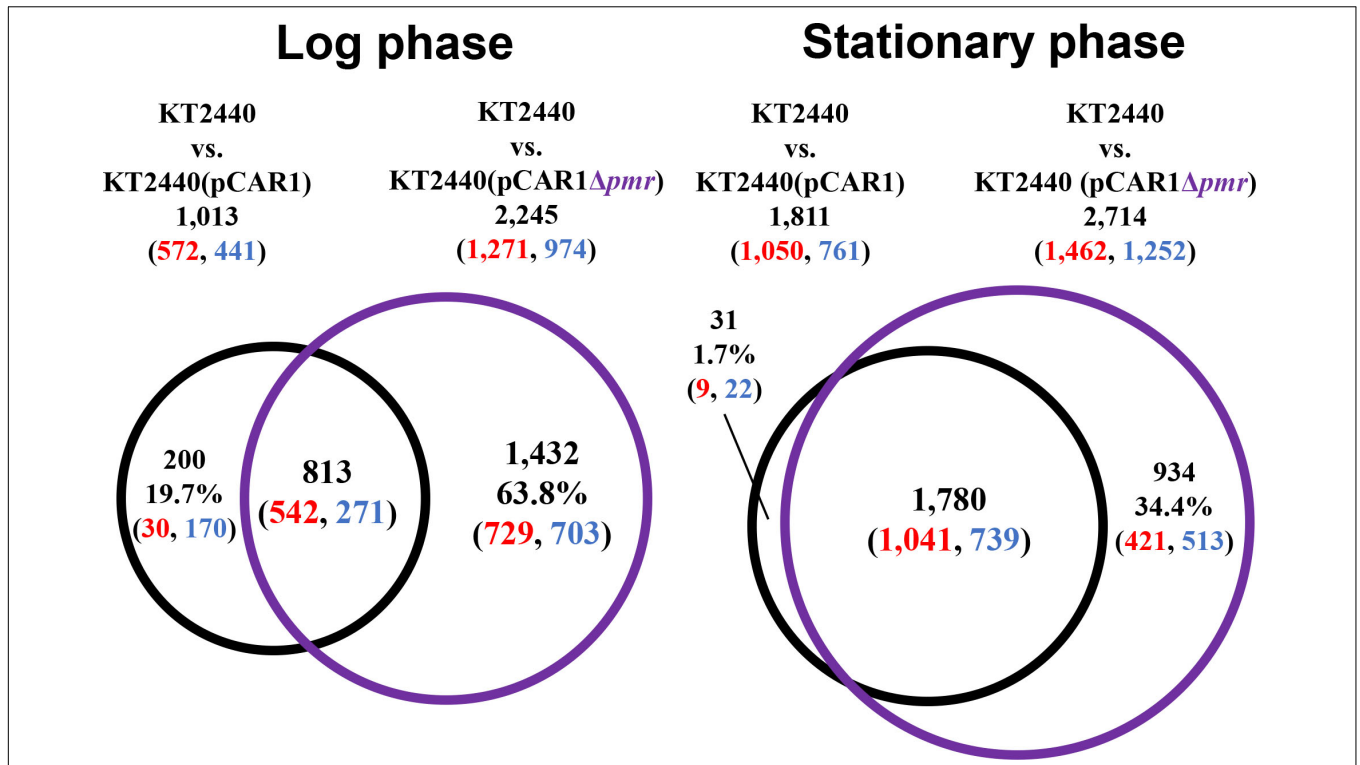 Log phase
Stationary phase
KT2440
vs.
KT2440(pCAR1)
1,013
(572, 441)
KT2440
vs.
KT2440(pCAR1Δpmr)
2,245
(1,271, 974)
KT2440
vs.
KT2440(pCAR1)
1,811
(1,050, 761)
KT2440
vs.
KT2440 (pCAR1Δpmr)
2,714
(1,462, 1,252)
200
19.7%
(30, 170)
813
(542, 271)
1,432
63.8%
(729, 703)
31
1.7%
(9, 22)
1,780
(1,041, 739)
934
34.4%
(421, 513)